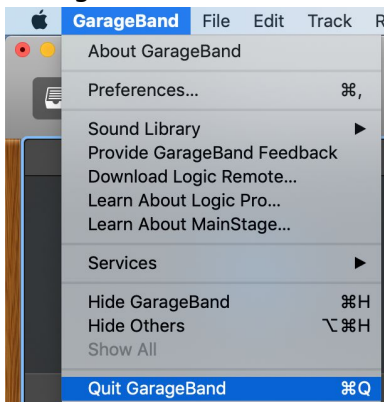 GarageBand File Edit Track
About GarageBand
Preferences... ⌘,
Sound Library ▶
Provide GarageBand Feedback
Download Logic Remote...
Learn About Logic Pro...
Learn About MainStage...
Services ▶
Hide GarageBand ⌘H
Hide Others ⌥⌘H
Show All
Quit GarageBand ⌘Q